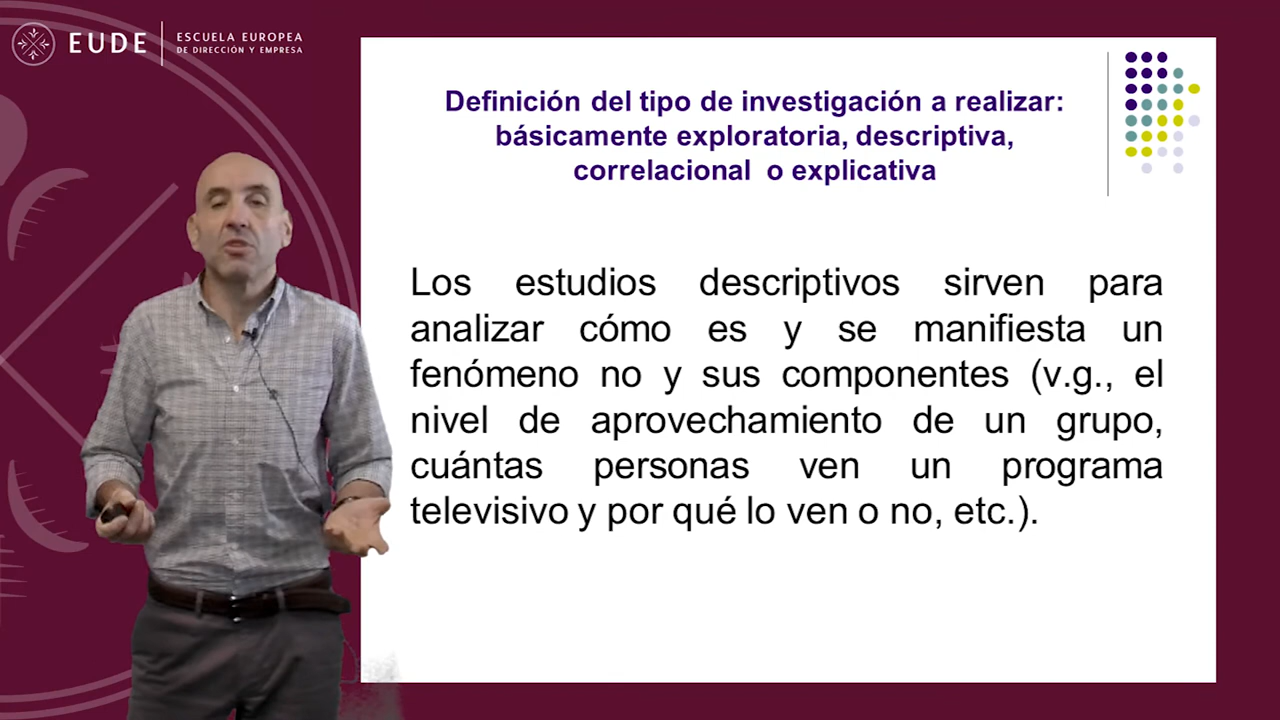 EUDE
ESCUELA EUROPEA
DE DIRECCIÓN Y EMPRESA
Definición del tipo de investigación a realizar:
básicamente exploratoria, descriptiva,
correlacional o explicativa
Los estudios descriptivos sirven para
analizar cómo es y se manifiesta un
fenómeno no y sus componentes (v.g., el
nivel de aprovechamiento de un grupo,
cuántas personas ven un programa
televisivo y por qué lo ven o no, etc.).